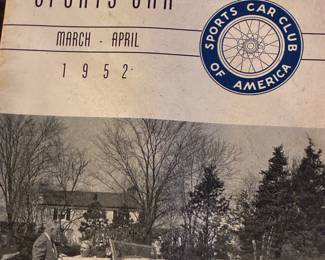 SPORTS CAR
MARCH - APRIL
1952
SPORTS CAR CLUB
OF AMERICA